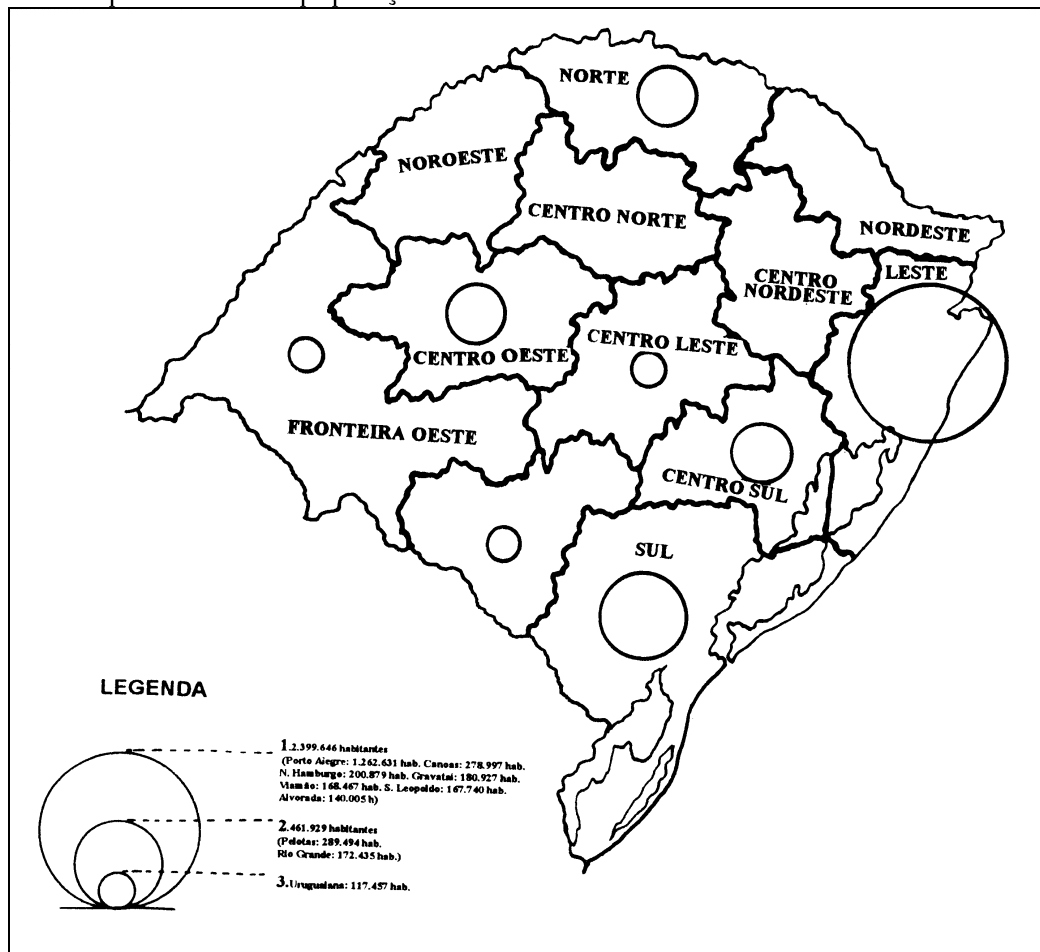 NORTE
NOROESTE
CENTRO NORTE
NORDESTE
LESTE
CENTRO
NORDESTE
CENTRO LESTE
CENTRO OESTE
FRONTEIRA OESTE
CENTRO SUL
SUL
LEGENDA
1.2.399.646 habitantes
(Porto Alegre: 1.262.631 hab. Canoas: 278.997 hab.
N. Hamburgo: 200.879 hab. Gravataí: 180.927 hab.
Viamão: 168.467 hab. S. Leopoldo: 167.740 hab.
Alvorada: 140.005 h)
2.461.929 habitantes
(Pelotas: 289.494 hab.
Rio Grande: 172.435 hab.)
3.Uruguaiana: 117.457 hab.